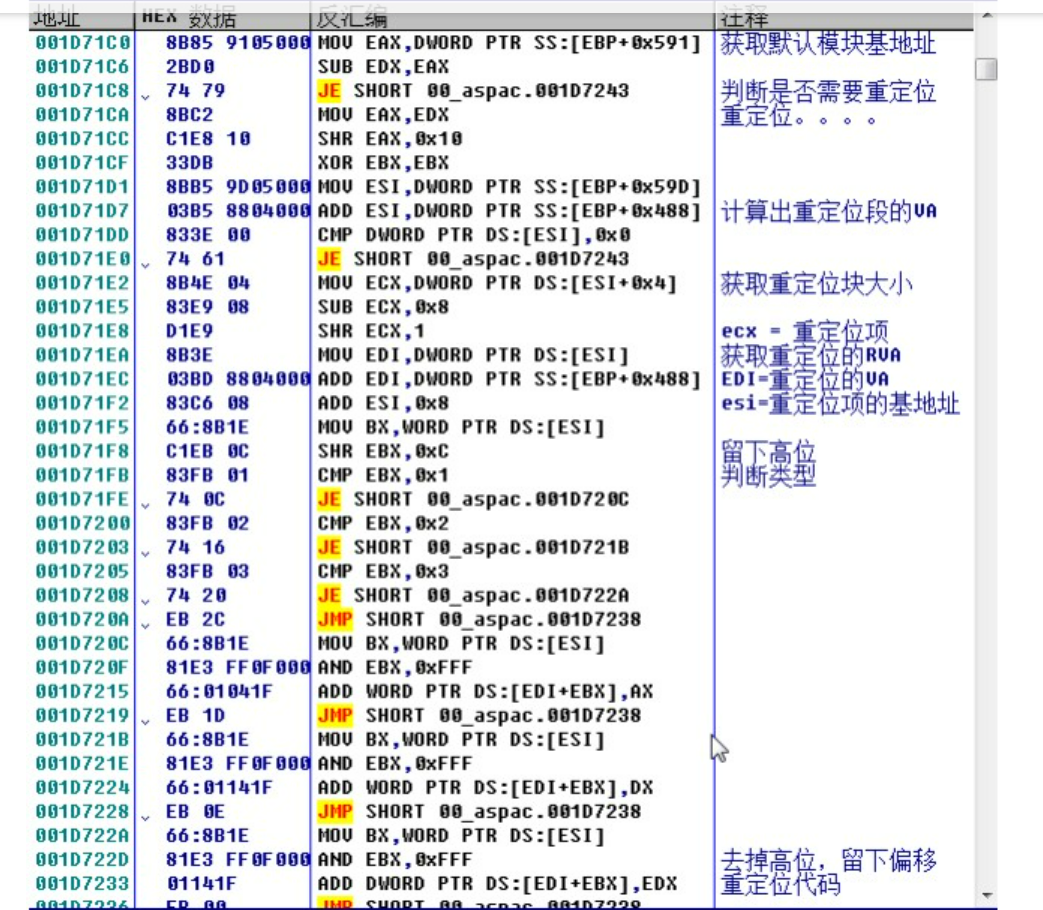 地址 HEX 数据 反汇编 注释
001D71C0 8B85 9105000 MOV EAX,DWORD PTR SS:[EBP+0x591] 获取默认模块基地址
001D71C6 2BD0 SUB EDX,EAX
001D71C8 74 79 JE SHORT 00_aspac.001D7243 判断是否需要重定位
001D71CA 8BC2 MOV EAX,EDX 重定位。。。。
001D71CC C1E8 10 SHR EAX,0x10
001D71CF 33DB XOR EBX,EBX
001D71D1 8BB5 9D05000 MOV ESI,DWORD PTR SS:[EBP+0x59D]
001D71D7 03B5 8804000 ADD ESI,DWORD PTR SS:[EBP+0x488] 计算出重定位段的VA
001D71DD 833E 00 CMP DWORD PTR DS:[ESI],0x0
001D71E0 74 61 JE SHORT 00_aspac.001D7243
001D71E2 8B4E 04 MOV ECX,DWORD PTR DS:[ESI+0x4] 获取重定位块大小
001D71E5 83E9 08 SUB ECX,0x8
001D71E8 D1E9 SHR ECX,1 ecx = 重定位项
001D71EA 8B3E MOV EDI,DWORD PTR DS:[ESI] 获取重定位的RVA
001D71EC 03BD 8804000 ADD EDI,DWORD PTR SS:[EBP+0x488] EDI=重定位的VA
001D71F2 83C6 08 ADD ESI,0x8 esi=重定位项的基地址
001D71F5 66:8B1E MOV BX,WORD PTR DS:[ESI]
001D71F8 C1EB 0C SHR EBX,0xC 留下高位
001D71FB 83FB 01 CMP EBX,0x1 判断类型
001D71FE 74 0C JE SHORT 00_aspac.001D720C
001D7200 83FB 02 CMP EBX,0x2
001D7203 74 16 JE SHORT 00_aspac.001D721B
001D7205 83FB 03 CMP EBX,0x3
001D7208 74 20 JE SHORT 00_aspac.001D722A
001D720A EB 2C JMP SHORT 00_aspac.001D7238
001D720C 66:8B1E MOV BX,WORD PTR DS:[ESI]
001D720F 81E3 FF0F000 AND EBX,0xFFF
001D7215 66:01041F ADD WORD PTR DS:[EDI+EBX],AX
001D7219 EB 1D JMP SHORT 00_aspac.001D7238
001D721B 66:8B1E MOV BX,WORD PTR DS:[ESI]
001D721E 81E3 FF0F000 AND EBX,0xFFF
001D7224 66:01141F ADD WORD PTR DS:[EDI+EBX],DX
001D7228 EB 0E JMP SHORT 00_aspac.001D7238
001D722A 66:8B1E MOV BX,WORD PTR DS:[ESI]
001D722D 81E3 FF0F000 AND EBX,0xFFF 去掉高位，留下偏移
001D7233 01141F ADD DWORD PTR DS:[EDI+EBX],EDX 重定位代码
001D7236 EB 00 JMP SHORT 00_aspac.001D7238